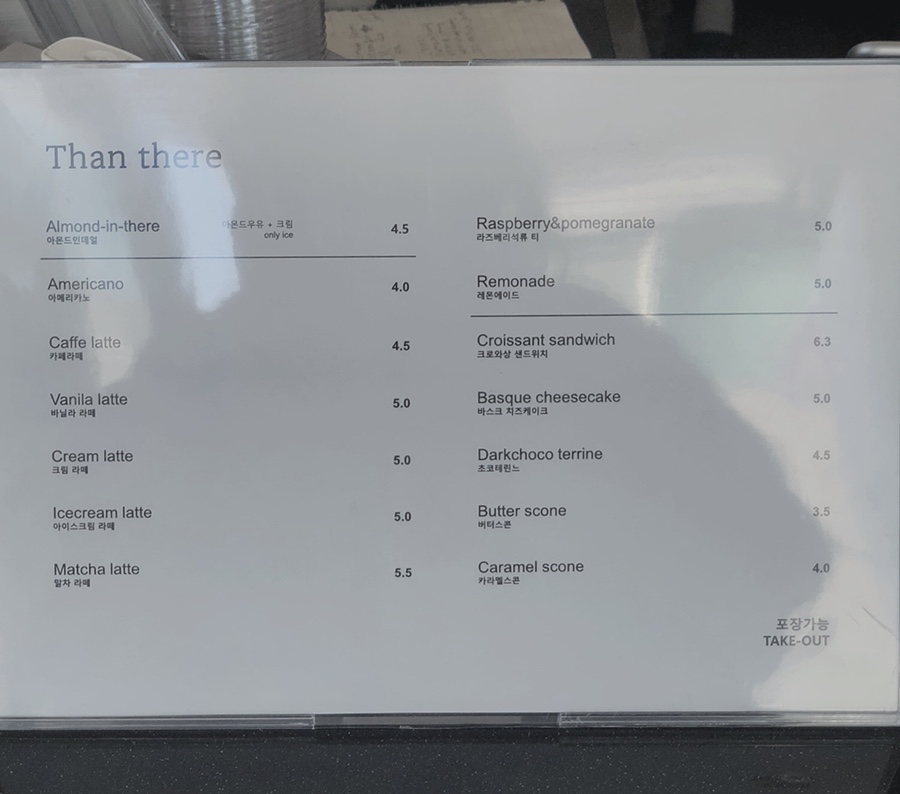 Than there
Almond-in-there 아몬드우유 + 크림 4.5
아몬드인데얼 only ice
Americano 4.0
아메리카노
Caffe latte 4.5
카페라떼
Vanila latte 5.0
바닐라 라떼
Cream latte 5.0
크림 라떼
Icecream latte 5.0
아이스크림 라떼
Matcha latte 5.5
말차 라떼
Raspberry&pomegranate 5.0
라즈베리석류 티
Remonade 5.0
레몬에이드
Croissant sandwich 6.3
크로와상 샌드위치
Basque cheesecake 5.0
바스크 치즈케이크
Darkchoco terrine 4.5
초코테린느
Butter scone 3.5
버터스콘
Caramel scone 4.0
카라멜스콘
포장가능
TAKE-OUT